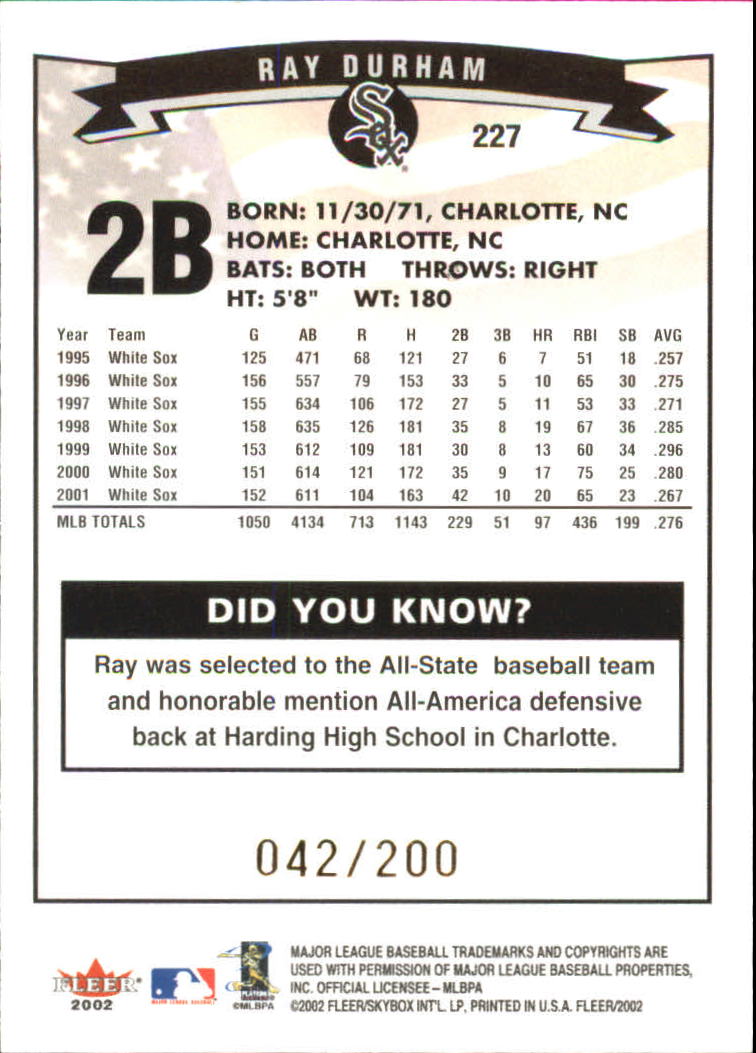 RAY DURHAM
Sox
227
2B
BORN: 11/30/71, CHARLOTTE, NC
HOME: CHARLOTTE, NC
BATS: BOTH THROWS: RIGHT
HT: 5'8" WT: 180
Year Team G AB R H 2B 3B HR RBI SB AVG
1995 White Sox 125 471 68 121 27 6 7 51 18 .257
1996 White Sox 156 557 79 153 33 5 10 65 30 .275
1997 White Sox 155 634 106 172 27 5 11 53 33 .271
1998 White Sox 158 635 126 181 35 8 19 67 36 .285
1999 White Sox 153 612 109 181 30 8 13 60 34 .296
2000 White Sox 151 614 121 172 35 9 17 75 25 .280
2001 White Sox 152 611 104 163 42 10 20 65 23 .267
MLB TOTALS 1050 4134 713 1143 229 51 97 436 199 .276
DID YOU KNOW?
Ray was selected to the All-State baseball team
and honorable mention All-America defensive
back at Harding High School in Charlotte.
042/200
FLEER
2002
MAJOR LEAGUE BASEBALL
©MLBPA
MAJOR LEAGUE BASEBALL TRADEMARKS AND COPYRIGHTS ARE
USED WITH PERMISSION OF MAJOR LEAGUE BASEBALL PROPERTIES,
INC. OFFICIAL LICENSEE – MLBPA
©2002 FLEER/SKYBOX INT'L. LP, PRINTED IN U.S.A. FLEER/2002